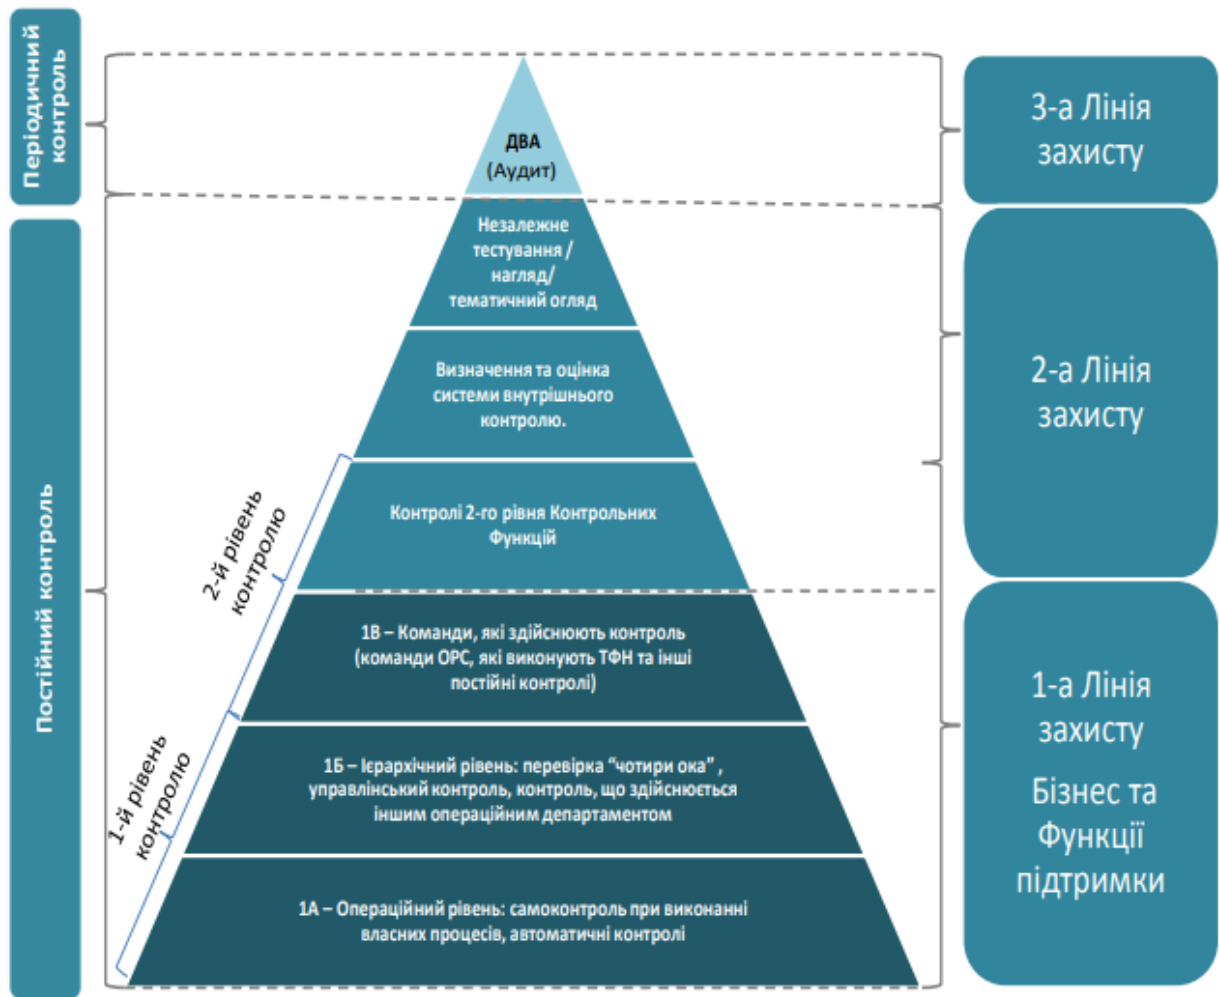 Періодичний
контроль
ДВА
(Аудит)
3-а Лінія
захисту
Незалежне
тестування /
нагляд/
тематичний огляд
Визначення та оцінка
системи внутрішнього
контролю.
2-а Лінія
захисту
Постійний контроль
2-й рівень
контролю
Контролі 2-го рівня Контрольних
Функцій
1В – Команди, які здійснюють контроль
(команди ОРС, які виконують ТФН та інші
постійні контролі)
1-й рівень
контролю
1Б – Ієрархічний рівень: перевірка “чотири ока” ,
управлінський контроль, контроль, що здійснюється
іншим операційним департаментом
1А – Операційний рівень: самоконтроль при виконанні
власних процесів, автоматичні контролі
1-а Лінія
захисту
Бізнес та
Функції
підтримки